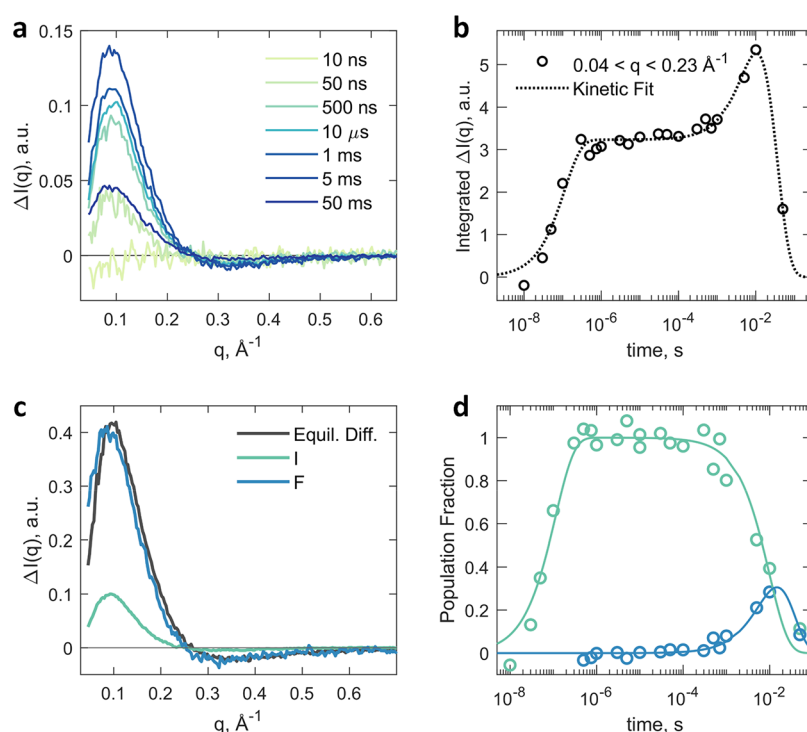 a
ΔI(q), a.u.
0.15
0.10
0.05
0
0.1 0.2 0.3 0.4 0.5 0.6
q, Å-1
10 ns
50 ns
500 ns
10 μs
1 ms
5 ms
50 ms
b
Integrated ΔI(q), a.u.
5
4
3
2
1
0
10-8 10-6 10-4 10-2
time, s
0.04 < q < 0.23 Å-1
Kinetic Fit
c
ΔI(q), a.u.
0.4
0.3
0.2
0.1
0
0.1 0.2 0.3 0.4 0.5 0.6
q, Å-1
Equil. Diff.
I
F
d
Population Fraction
1
0.8
0.6
0.4
0.2
0
10-8 10-6 10-4 10-2
time, s